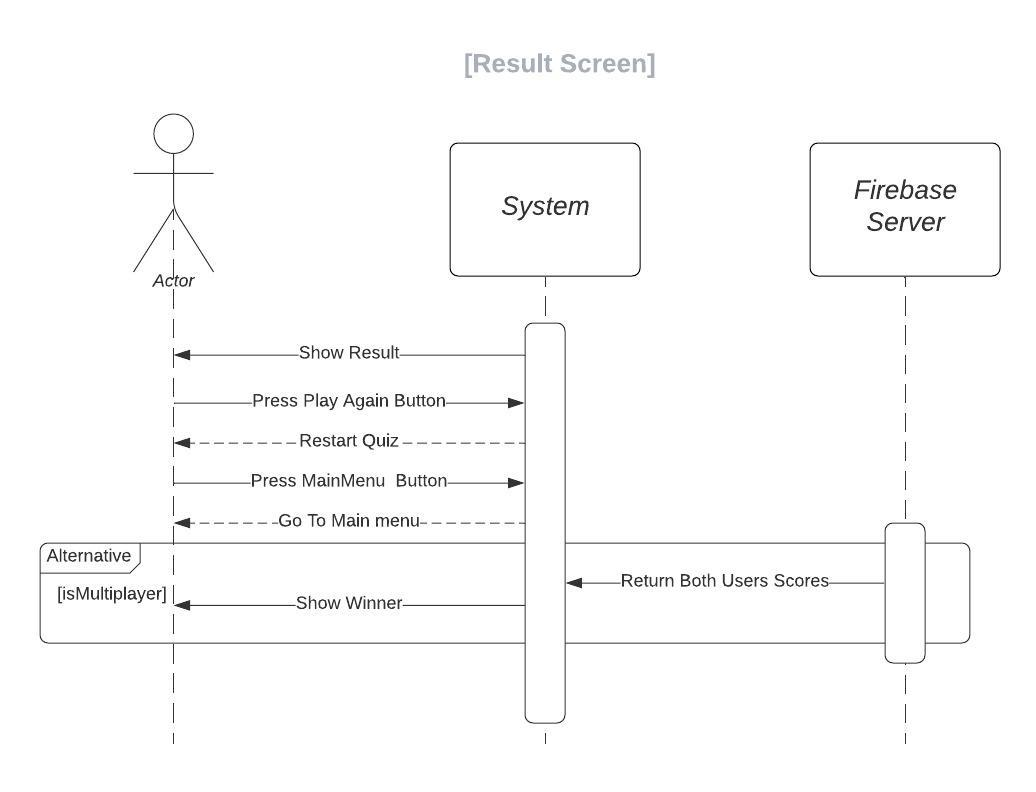 [Result Screen]
System
Firebase
Server
Actor
Show Result
Press Play Again Button
Restart Quiz
Press MainMenu  Button
Go To Main menu
Alternative
[isMultiplayer]
Return Both Users Scores
Show Winner